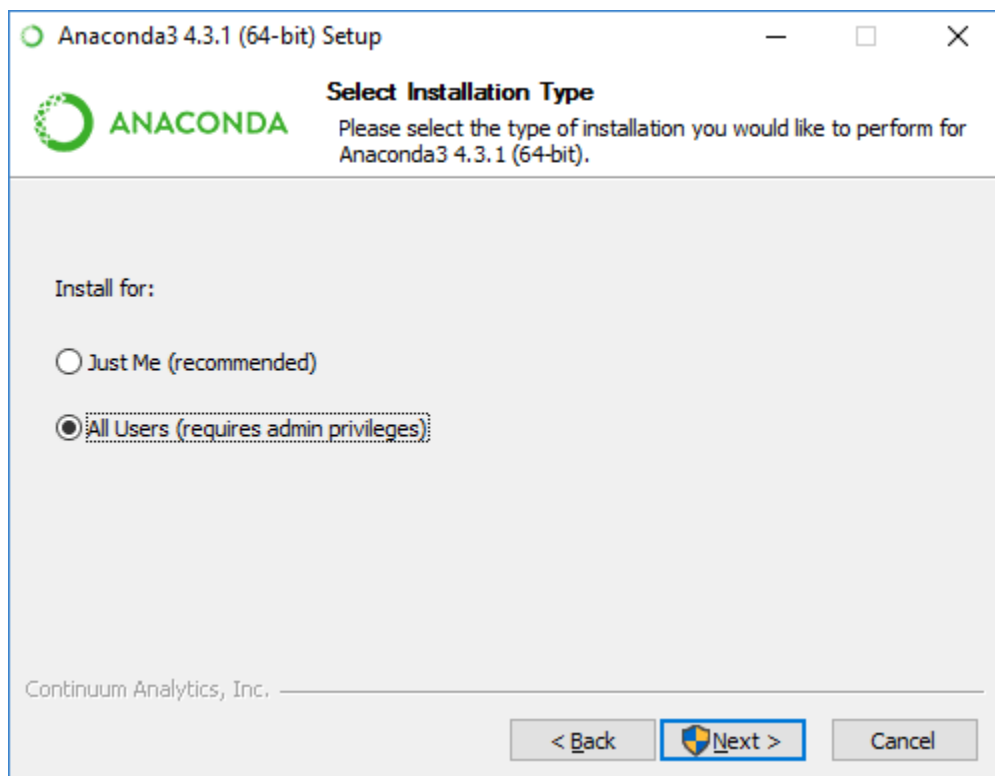 Anaconda3 4.3.1 (64-bit) Setup
ANACONDA
Select Installation Type
Please select the type of installation you would like to perform for
Anaconda3 4.3.1 (64-bit).
Install for:
Just Me (recommended)
All Users (requires admin privileges)
Continuum Analytics, Inc.
< Back
Next >
Cancel